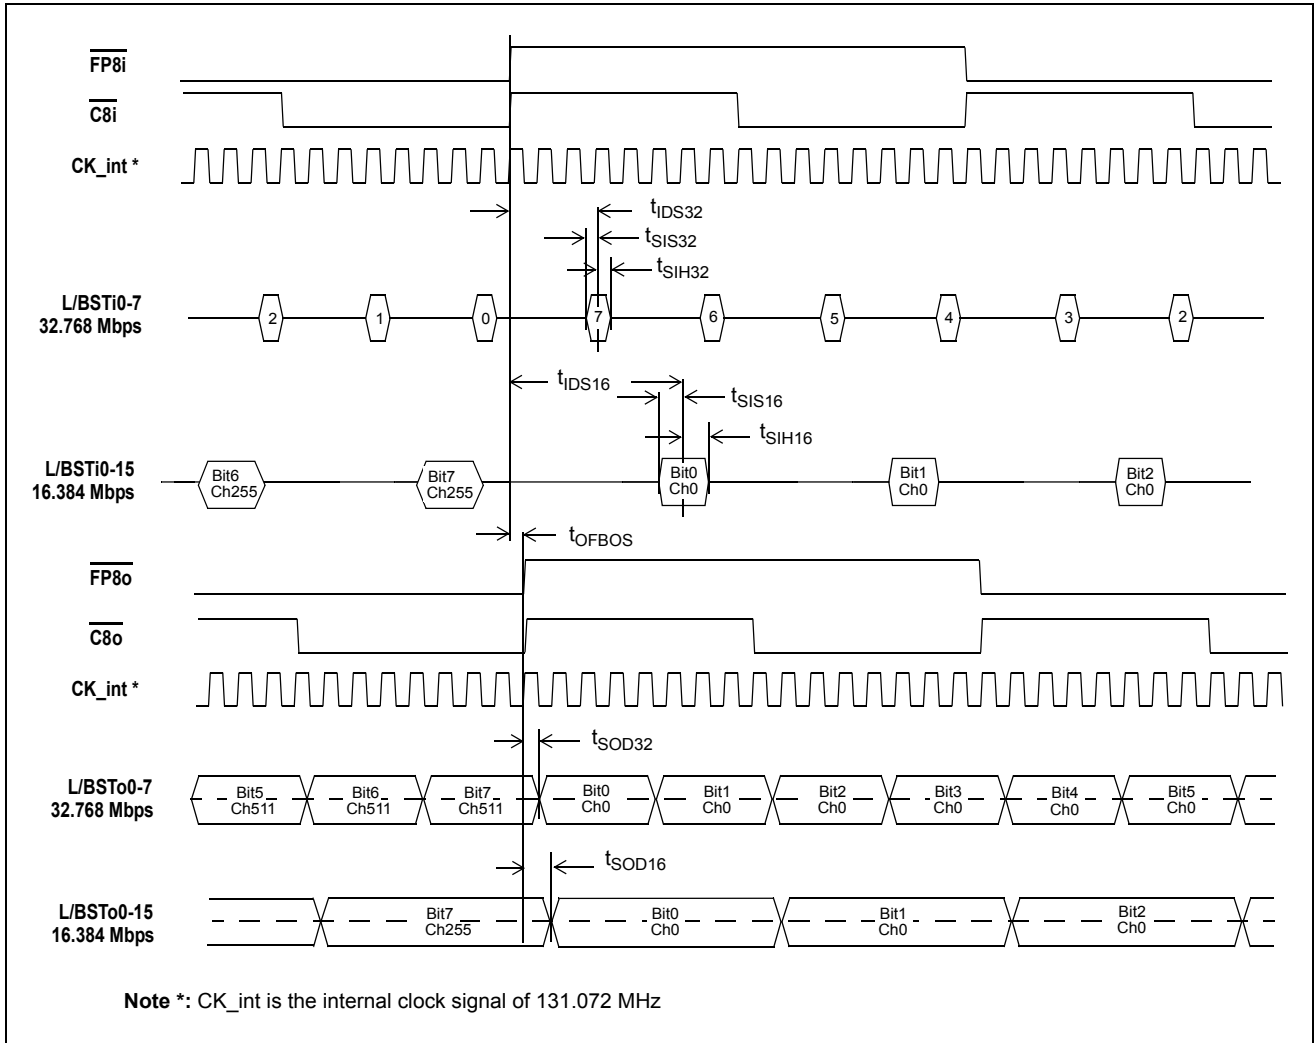 FP8i
C8i
CK_int *
tIDS32
tSIS32
tSIH32
L/BSTi0-7
32.768 Mbps
2 1 0 7 6 5 4 3 2
tIDS16
tSIS16
tSIH16
L/BSTi0-15
16.384 Mbps
Bit6 Bit7 Bit0 Bit1 Bit2
Ch255 Ch255 Ch0 Ch0 Ch0
tOFBOS
FP8o
C8o
CK_int *
tSOD32
L/BSTo0-7
32.768 Mbps
Bit5 Bit6 Bit7 Bit0 Bit1 Bit2 Bit3 Bit4 Bit5
Ch511 Ch511 Ch511 Ch0 Ch0 Ch0 Ch0 Ch0 Ch0
tSOD16
L/BSTo0-15
16.384 Mbps
Bit7 Bit0 Bit1 Bit2
Ch255 Ch0 Ch0 Ch0
Note *: CK_int is the internal clock signal of 131.072 MHz